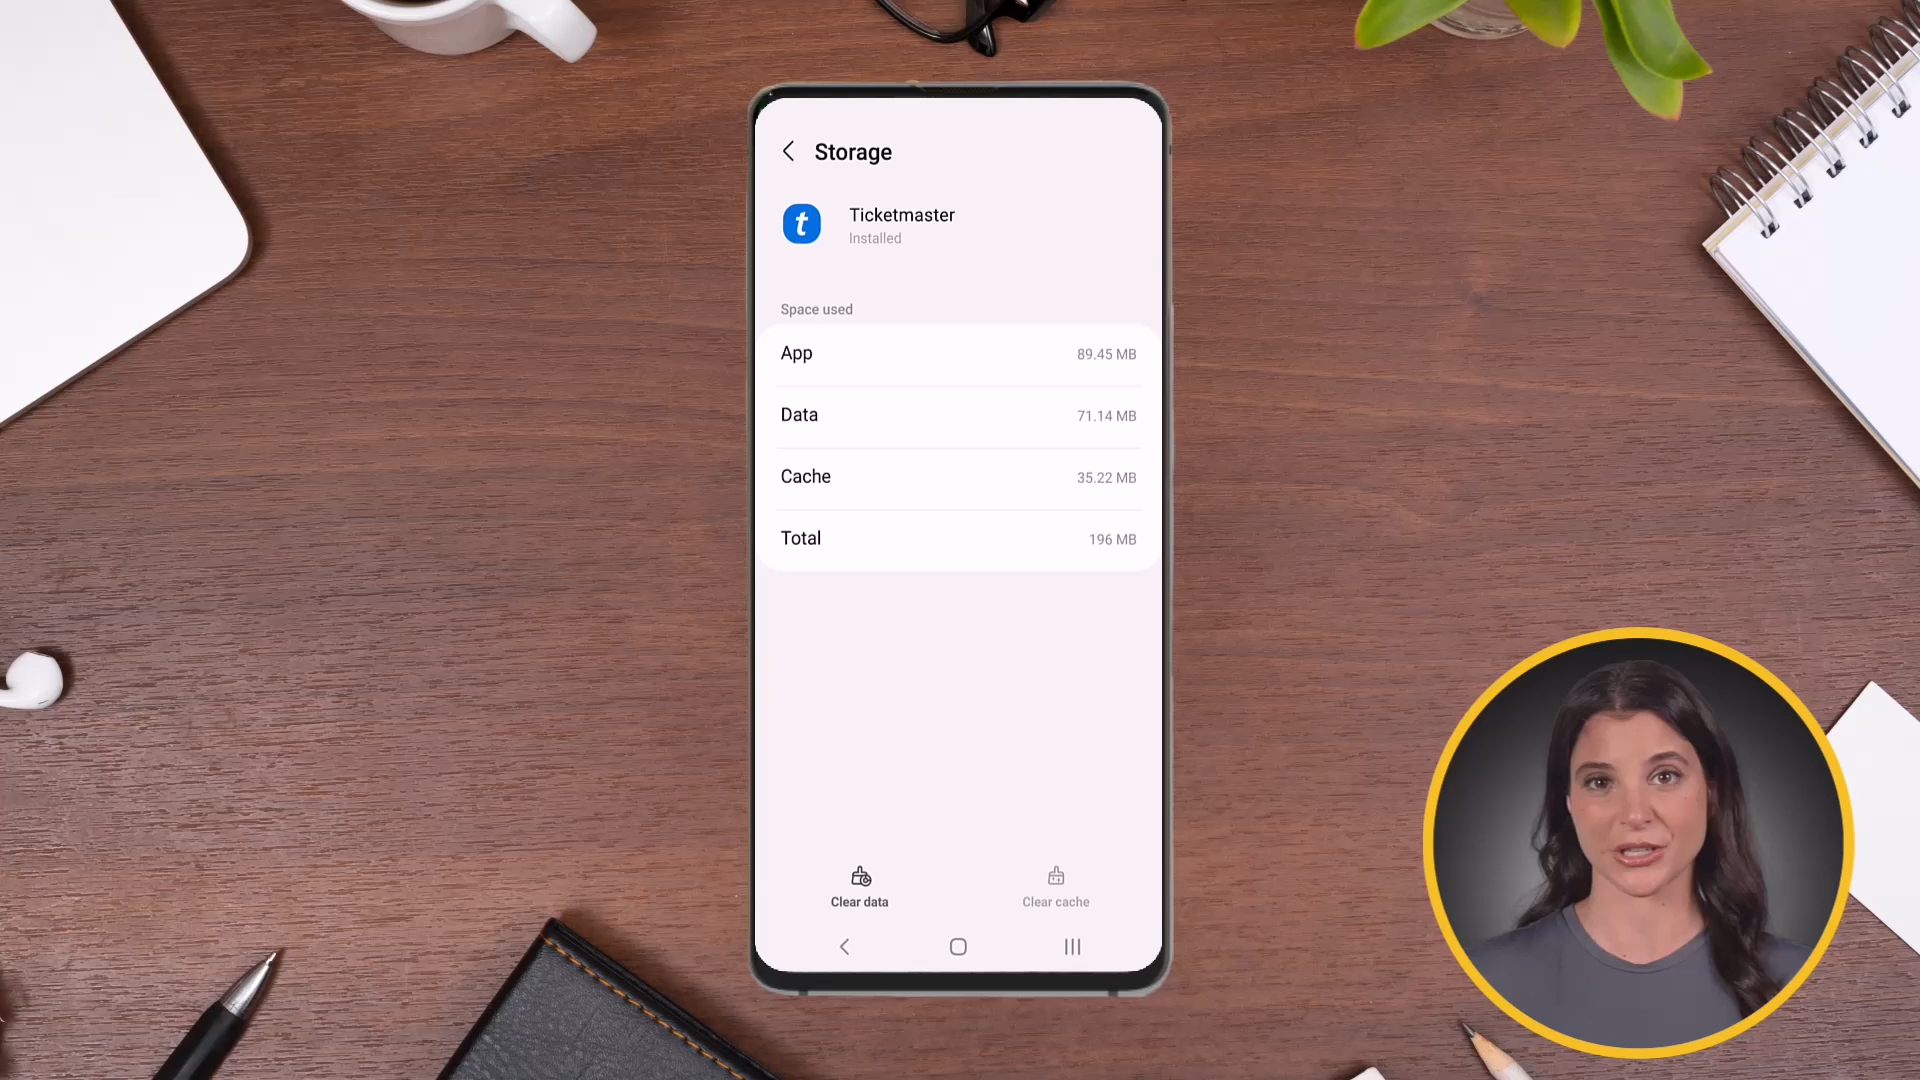 Storage
t
Ticketmaster
Installed
Space used
App 89.45 MB
Data 71.14 MB
Cache 35.22 MB
Total 196 MB
Clear data Clear cache